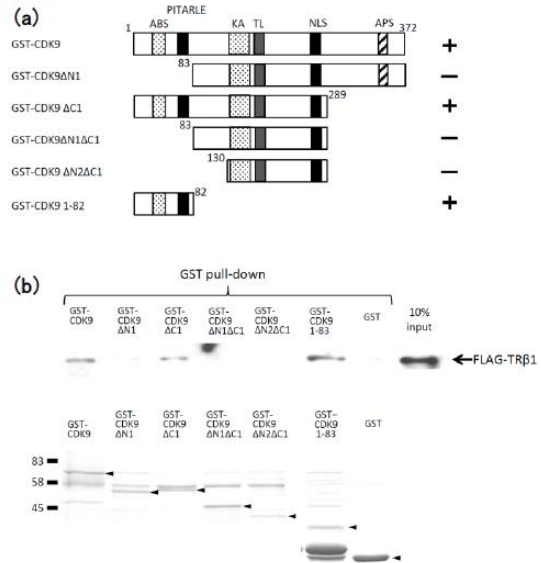 (a)
PITARLE
1 ABS KA TL NLS APS 372
GST-CDK9 +
83
GST-CDK9ΔN1 −
GST-CDK9 ΔC1 +
289
83
GST-CDK9ΔN1ΔC1 −
130
GST-CDK9 ΔN2ΔC1 −
82
GST-CDK9 1-82 +
(b)
GST pull-down
GST-CDK9
GST-CDK9 ΔN1
GST-CDK9 ΔC1
GST-CDK9 ΔN1ΔC1
GST-CDK9 ΔN2ΔC1
GST-CDK9 1-83
GST
10% input
FLAG-TRβ1
GST-CDK9
GST-CDK9 ΔN1
GST-CDK9 ΔC1
GST-CDK9 ΔN1ΔC1
GST-CDK9 ΔN2ΔC1
GST-CDK9 1-83
GST
83
58
45